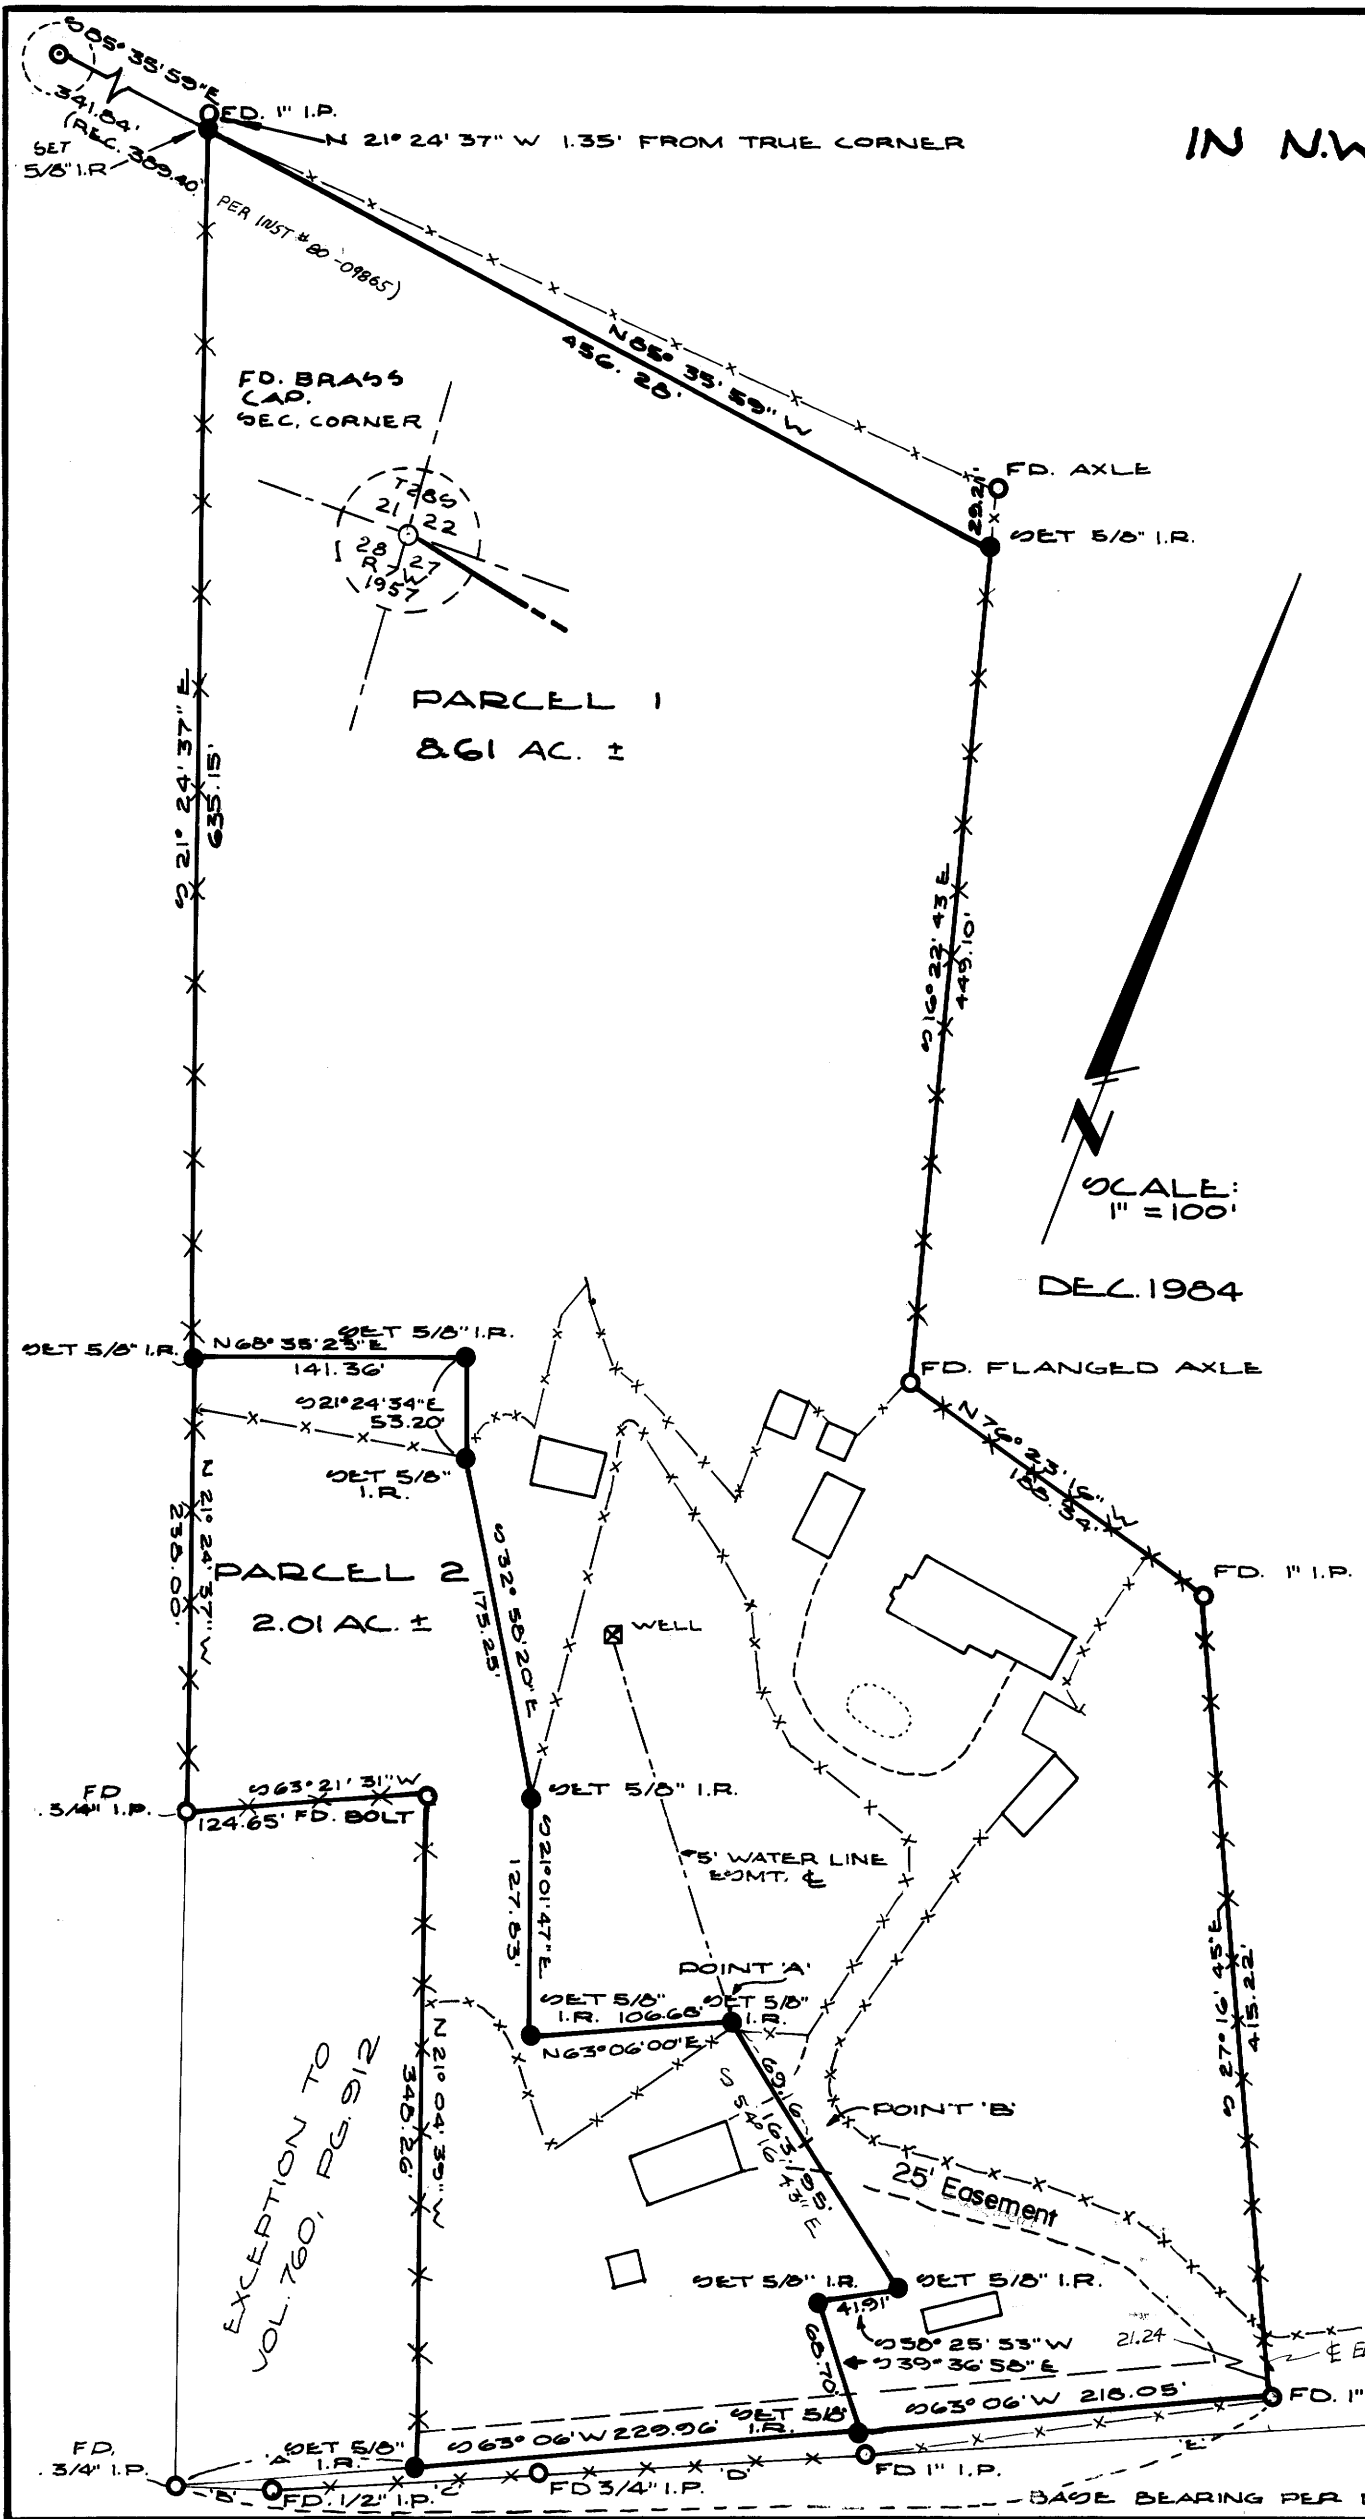 S 85° 35' 59" E
341.84'
(REC. 389.40'
PER INST # 80-09865)
SET
5/8" I.R.
FD. 1" I.P.
N 21° 24' 37" W 1.35' FROM TRUE CORNER
IN N.W
N 85° 35' 59" W
456.28'
FD. BRASS
CAP.
SEC. CORNER
T28S
21 22
28 27
R 7 W
1957
FD. AXLE
29.21'
SET 5/8" I.R.
PARCEL 1
8.61 AC. ±
S 21° 24' 37" E
635.15'
S 16° 22' 43 E
449.10'
N
SCALE:
1" = 100'
DEC. 1984
SET 5/8" I.R.
N 68° 35' 23" E
141.36'
SET 5/8" I.R.
S 21° 24' 34" E
53.20'
SET 5/8"
I.R.
FD. FLANGED AXLE
N 76° 23' 16" W
188.34'
FD. 1" I.P.
N 21° 24' 37" W
238.00'
PARCEL 2
2.01 AC. ±
S 32° 58' 20" E
175.25'
WELL
FD
3/4" I.P.
S 63° 21' 31" W
124.65' FD. BOLT
SET 5/8" I.R.
5' WATER LINE
ESMT. ℄
S 21° 01' 47" E
127.83'
POINT 'A'
SET 5/8"
I.R. 106.68'
SET 5/8"
I.R.
N 63° 06' 00" E
S 27° 16' 45" E
415.22'
EXCEPTION TO
VOL. 760, PG. 912
N 21° 04' 39" W
348.26'
69.16
163.95'
S 54° 16' 43" E
POINT 'B'
25' Easement
SET 5/8" I.R.
SET 5/8" I.R.
41.91'
S 58° 25' 53" W
S 39° 36' 58" E
68.70'
21.24
℄ E
S 63° 06' W 229.96'
SET 5/8"
I.R.
S 63° 06' W 218.05'
FD. 1"
FD.
3/4" I.P.
'A'
SET 5/8"
I.R.
'B'
FD. 1/2" I.P.
'C'
FD 3/4" I.P.
'D'
FD 1" I.P.
'E'
BASE BEARING PER